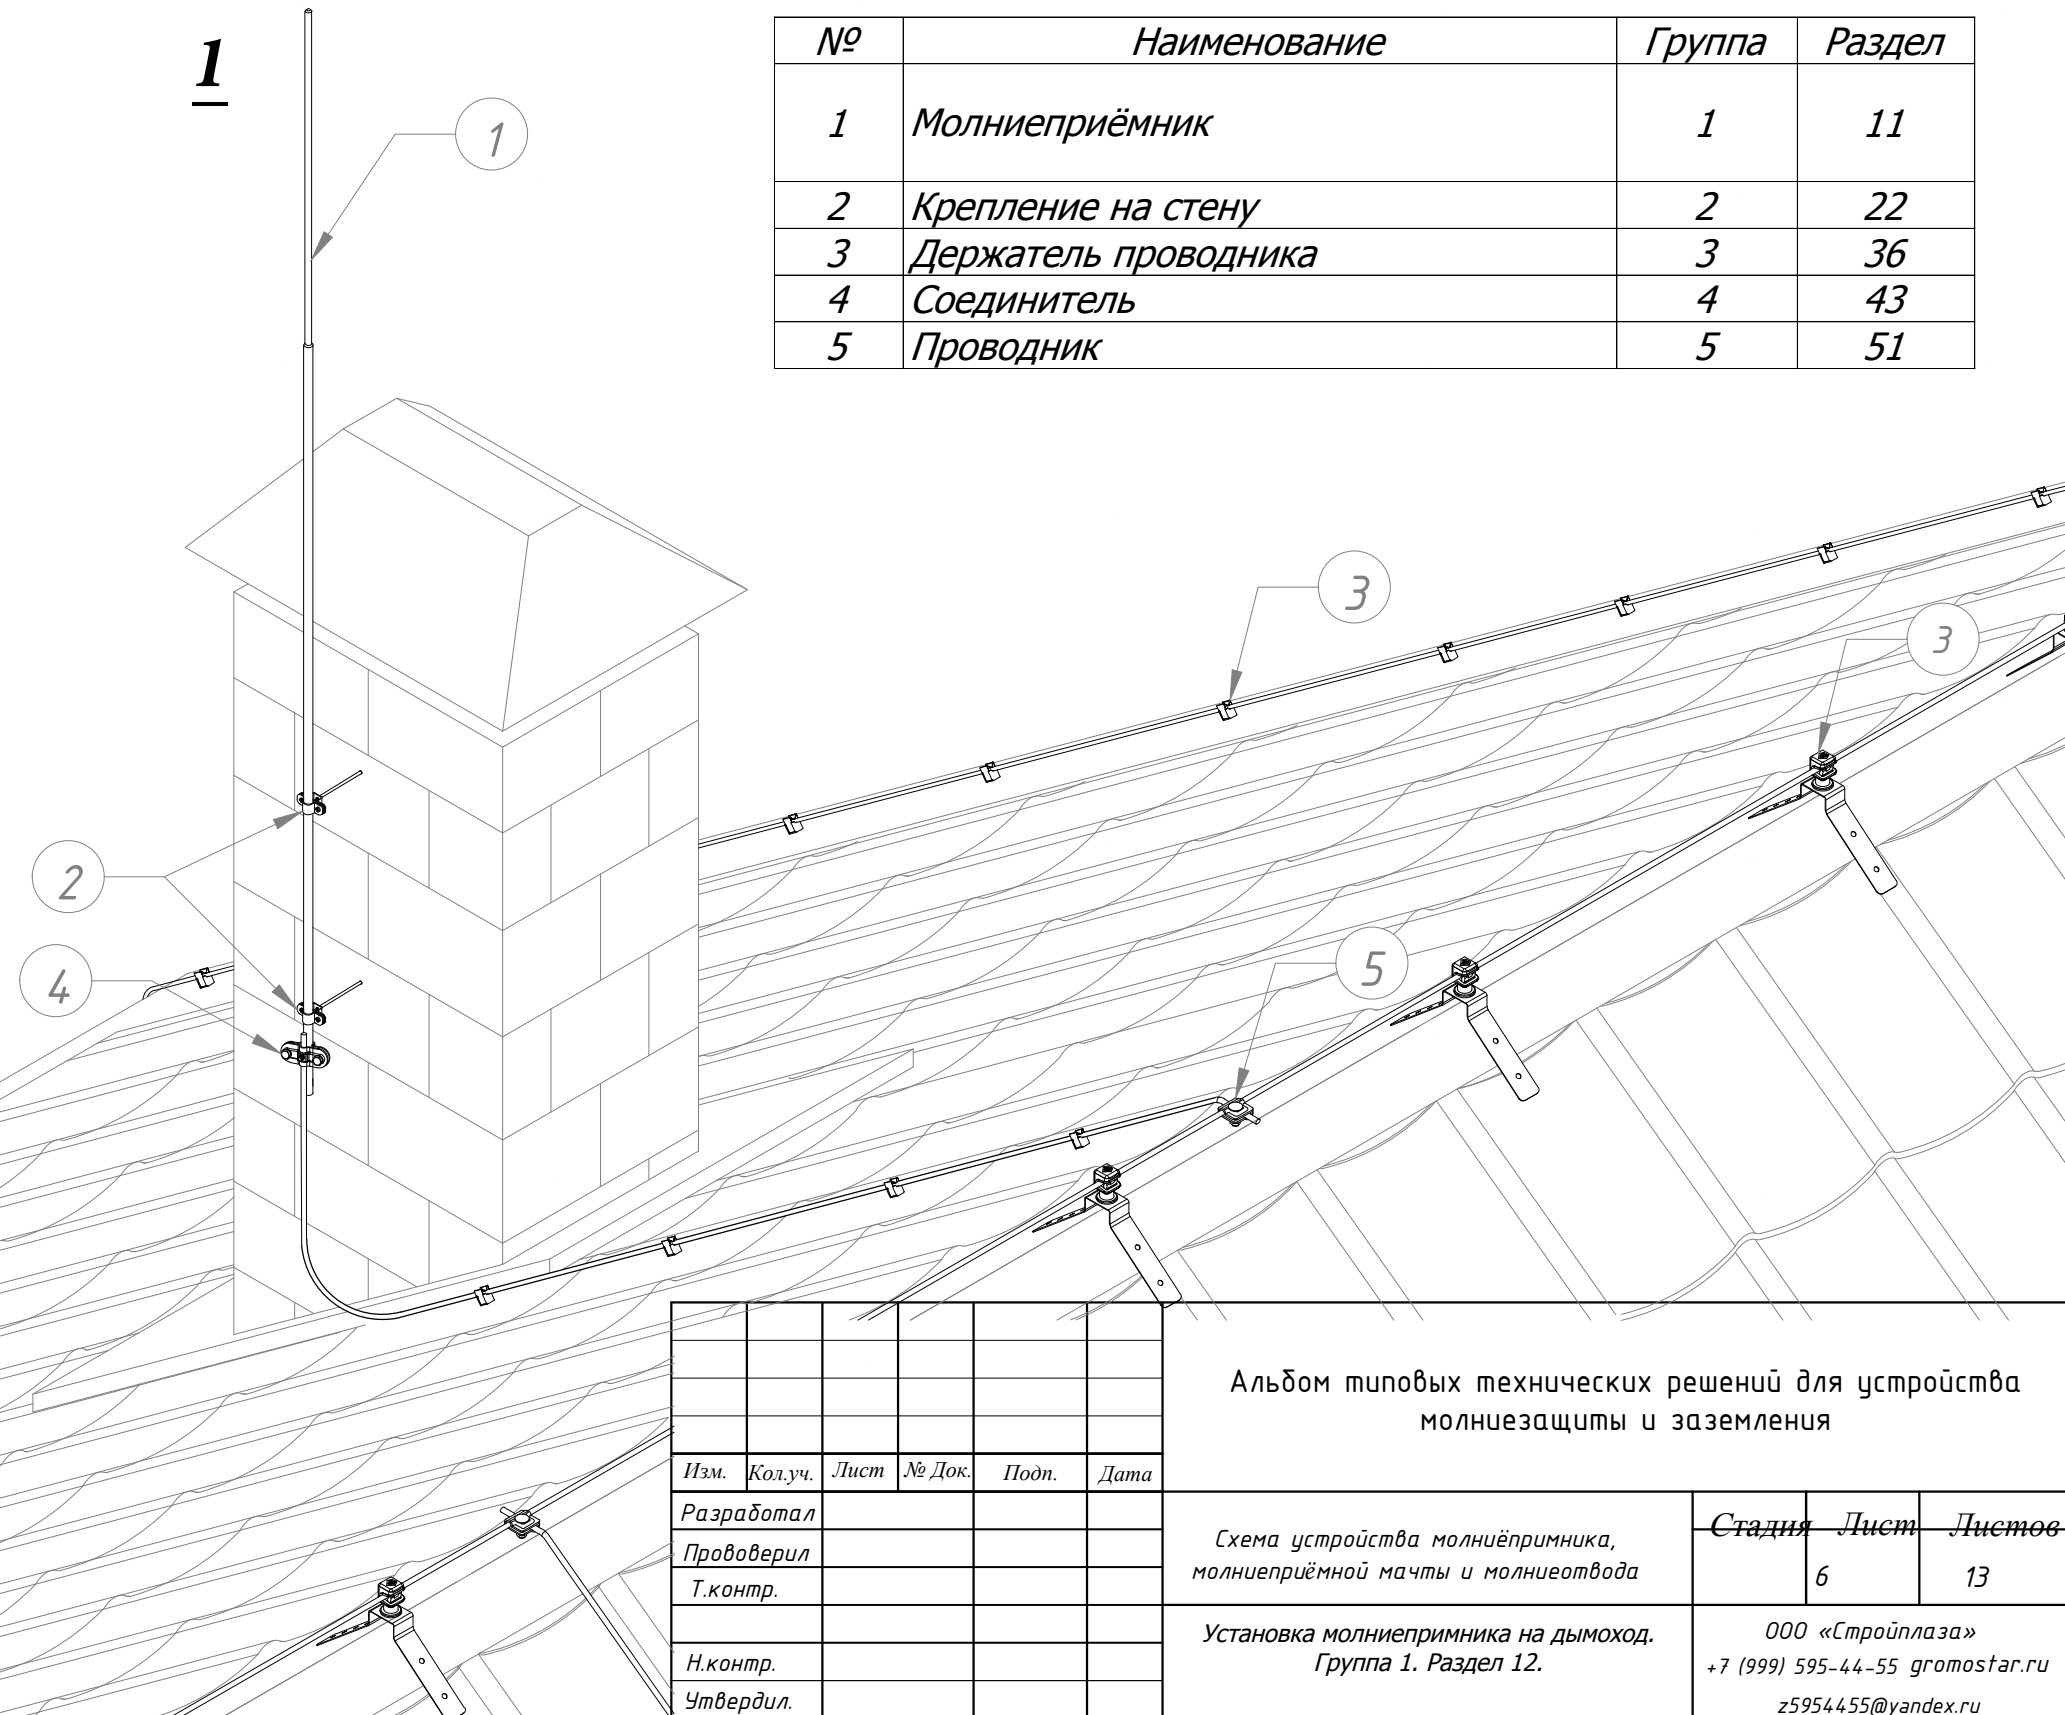 1
№ Наименование Группа Раздел
1 Молниеприёмник 1 11
2 Крепление на стену 2 22
3 Держатель проводника 3 36
4 Соединитель 4 43
5 Проводник 5 51
1
3
3
2
5
4
Альбом типовых технических решений для устройства
молниезащиты и заземления
Изм. Кол.уч. Лист № Док. Подп. Дата
Разработал
Прововерил
Т.контр.
Н.контр.
Утвердил.
Схема устройства молниёпримника,
молниеприёмной мачты и молниеотвода
Стадия Лист Листов
6 13
Установка молниепримника на дымоход.
Группа 1. Раздел 12.
ООО «Стройплаза»
+7 (999) 595-44-55 gromostar.ru
z5954455@yandex.ru